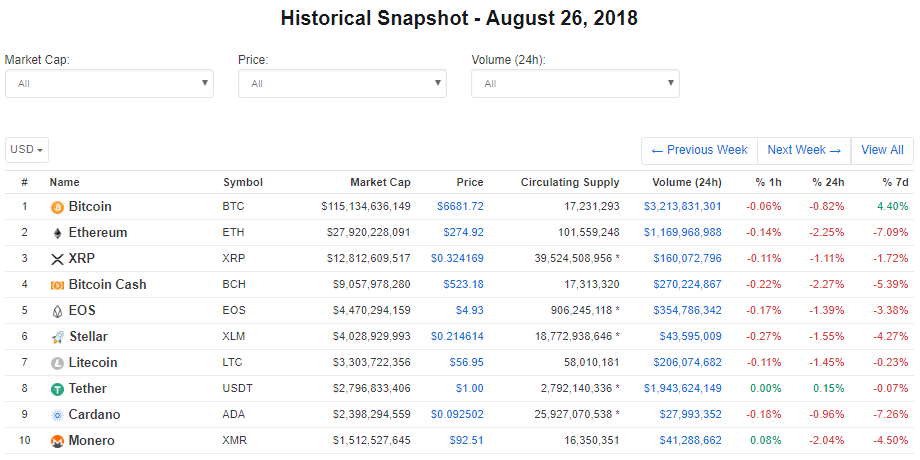 Historical Snapshot - August 26, 2018
Market Cap: Price: Volume (24h):
All All All
USD ← Previous Week Next Week → View All
# Name Symbol Market Cap Price Circulating Supply Volume (24h) % 1h % 24h % 7d
1 Bitcoin BTC $115,134,636,149 $6681.72 17,231,293 $3,213,831,301 -0.06% -0.82% 4.40%
2 Ethereum ETH $27,920,228,091 $274.92 101,559,248 $1,169,968,988 -0.14% -2.25% -7.09%
3 XRP XRP $12,812,609,517 $0.324169 39,524,508,956 * $160,072,796 -0.11% -1.11% -1.72%
4 Bitcoin Cash BCH $9,057,978,280 $523.18 17,313,320 $270,224,867 -0.22% -2.27% -5.39%
5 EOS EOS $4,470,294,159 $4.93 906,245,118 * $354,786,342 -0.17% -1.39% -3.38%
6 Stellar XLM $4,028,929,993 $0.214614 18,772,938,646 * $43,595,009 -0.27% -1.55% -4.27%
7 Litecoin LTC $3,303,722,356 $56.95 58,010,181 $206,074,682 -0.11% -1.45% -0.23%
8 Tether USDT $2,796,833,406 $1.00 2,792,140,336 * $1,943,624,149 0.00% 0.15% -0.07%
9 Cardano ADA $2,398,294,559 $0.092502 25,927,070,538 * $27,993,352 -0.18% -0.96% -7.26%
10 Monero XMR $1,512,527,645 $92.51 16,350,351 $41,288,662 0.08% -2.04% -4.50%